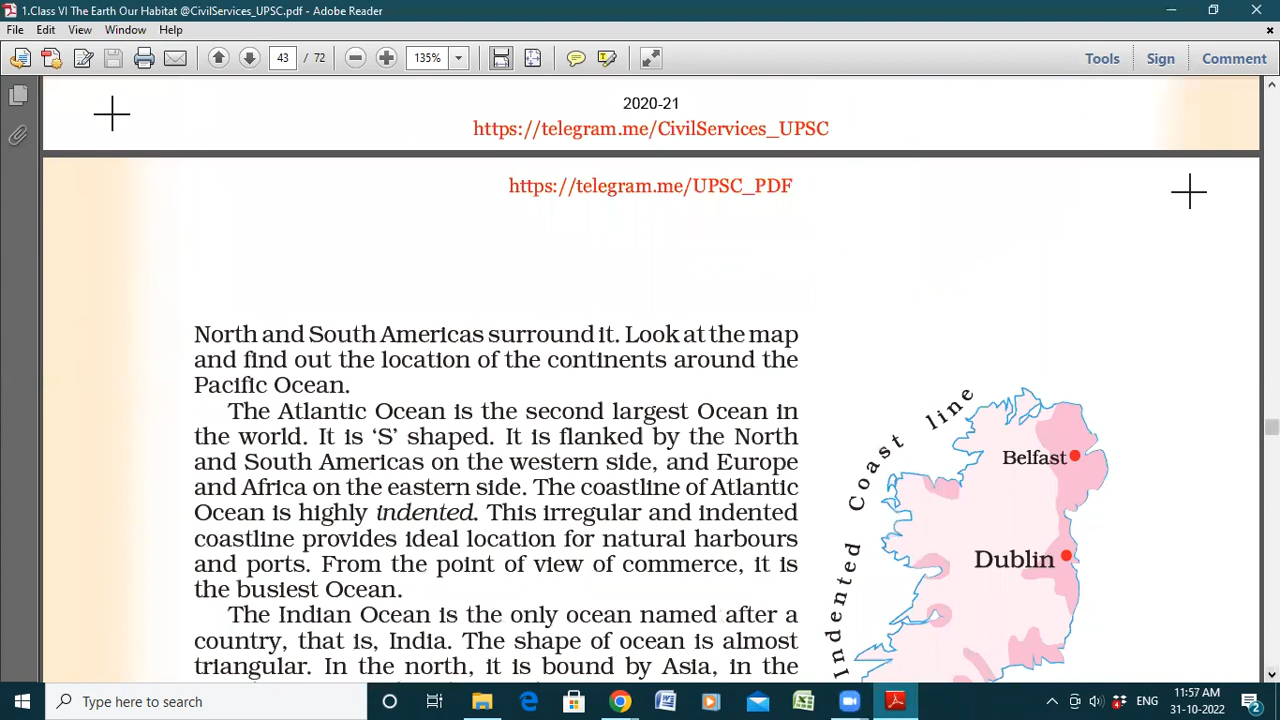 1.Class VI The Earth Our Habitat @CivilServices_UPSC.pdf - Adobe Reader
File Edit View Window Help
43 / 72 135% Tools Sign Comment
2020-21
https://telegram.me/CivilServices_UPSC
https://telegram.me/UPSC_PDF
North and South Americas surround it. Look at the map
and find out the location of the continents around the
Pacific Ocean.
The Atlantic Ocean is the second largest Ocean in
the world. It is ‘S’ shaped. It is flanked by the North
and South Americas on the western side, and Europe
and Africa on the eastern side. The coastline of Atlantic
Ocean is highly indented. This irregular and indented
coastline provides ideal location for natural harbours
and ports. From the point of view of commerce, it is
the busiest Ocean.
The Indian Ocean is the only ocean named after a
country, that is, India. The shape of ocean is almost
triangular. In the north, it is bound by Asia, in the
Indented Coast line
Belfast
Dublin
Type here to search
ENG
11:57 AM
31-10-2022
2